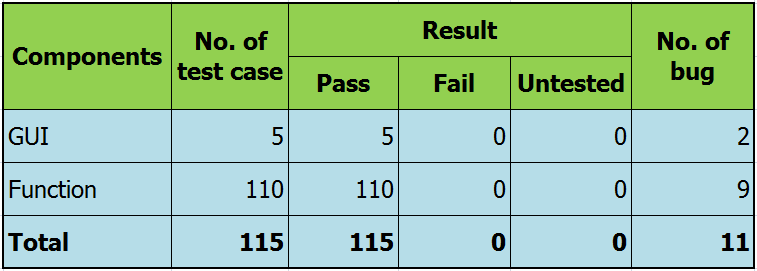 Components No. of test case Result No. of bug
Pass Fail Untested
GUI 5 5 0 0 2
Function 110 110 0 0 9
Total 115 115 0 0 11